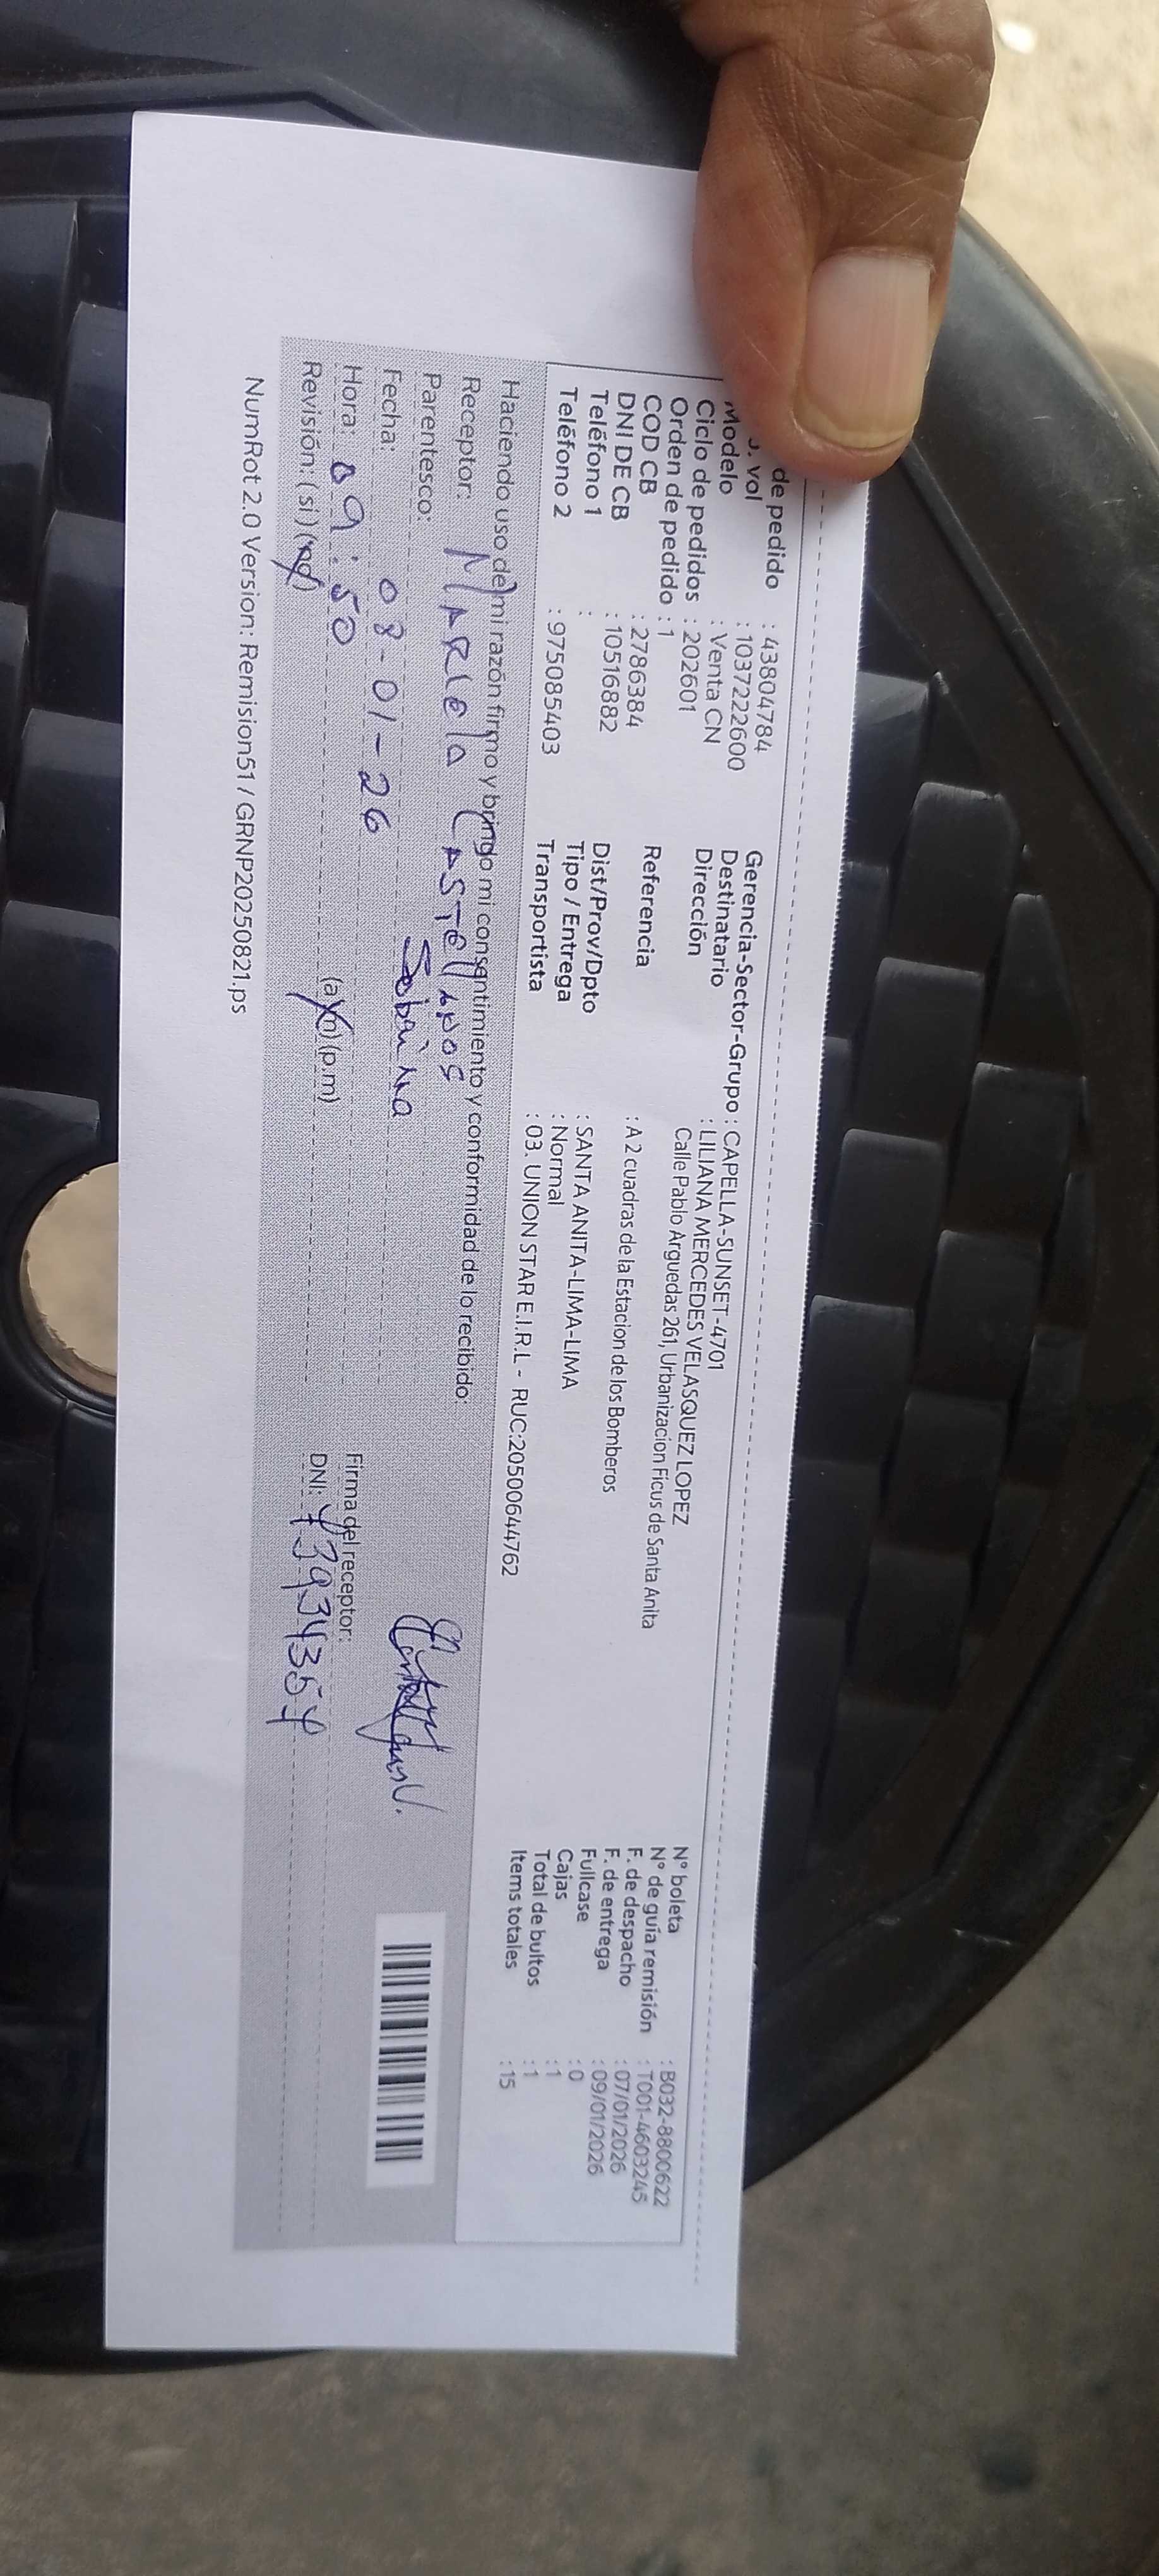 de pedido : 43804784
. vol : 1037222600
Modelo : Venta CN
Ciclo de pedidos : 202601
Orden de pedido : 1
COD CB : 2786384
DNI DE CB : 10516882
Teléfono 1 :
Teléfono 2 : 975085403
Gerencia-Sector-Grupo : CAPELLA-SUNSET-4701
Destinatario : LILIANA MERCEDES VELASQUEZ LOPEZ
Dirección Calle Pablo Arguedas 261, Urbanizacion Ficus de Santa Anita
Referencia : A 2 cuadras de la Estacion de los Bomberos
Dist/Prov/Dpto : SANTA ANITA-LIMA-LIMA
Tipo / Entrega : Normal
Transportista : 03. UNION STAR E.I.R.L - RUC:20500644762
N° boleta : B032-8800622
N° de guía remisión : T001-4603245
F. de despacho : 07/01/2026
F. de entrega : 09/01/2026
Fullcase : 0
Cajas : 1
Total de bultos : 1
Items totales : 15
Haciendo uso de mi razón firmo y brindo mi consentimiento y conformidad de lo recibido:
Receptor: MARIELA CASTELLANOS
Parentesco: Sobrina
Fecha 08-01-26
Hora: 09:50 (a.m) (p.m)
Revisión: (si) (no)
Firma del receptor:
DNI:
NumRot 2.0 Version: Remision51 / GRNP20250821.ps